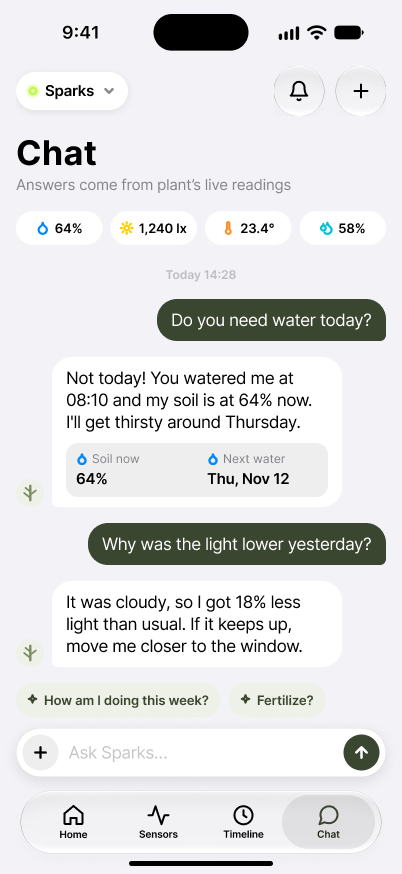 9:41
Sparks
Chat
Answers come from plant's live readings
64%
1,240 lx
23.4°
58%
Today 14:28
Do you need water today?
Not today! You watered me at
08:10 and my soil is at 64% now.
I'll get thirsty around Thursday.
Soil now
64%
Next water
Thu, Nov 12
Why was the light lower yesterday?
It was cloudy, so I got 18% less
light than usual. If it keeps up,
move me closer to the window.
How am I doing this week?
Fertilize?
Ask Sparks...
Home
Sensors
Timeline
Chat